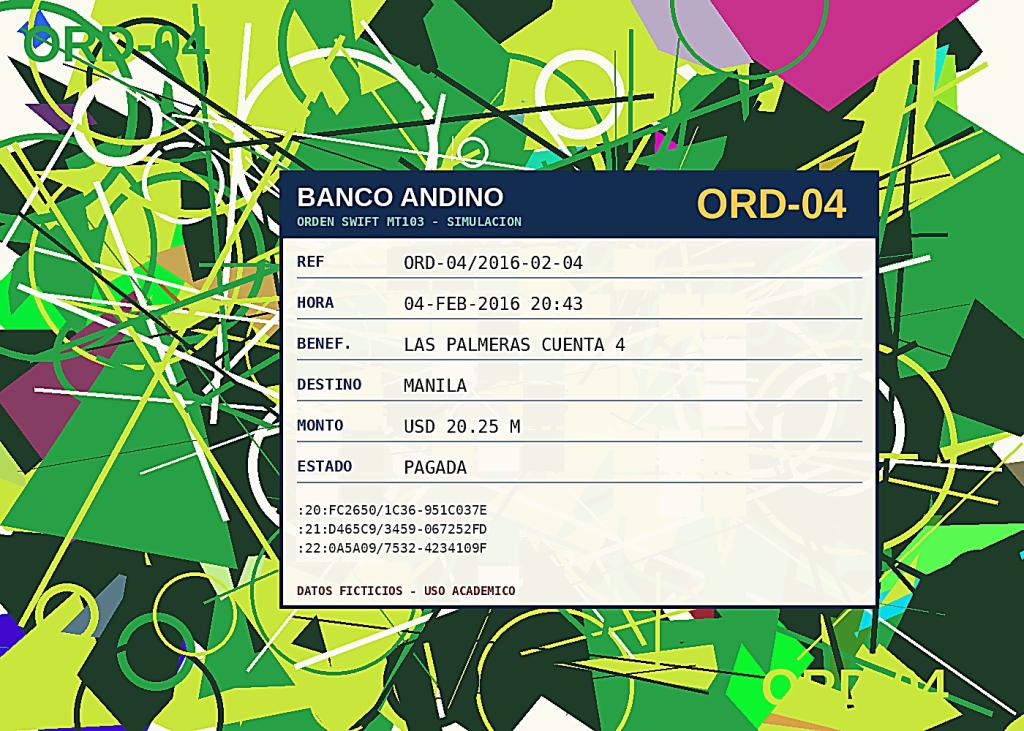 ORD-04
BANCO ANDINO
ORD-04
ORDEN SWIFT MT103 - SIMULACION
REF ORD-04/2016-02-04
HORA 04-FEB-2016 20:43
BENEF. LAS PALMERAS CUENTA 4
DESTINO MANILA
MONTO USD 20.25 M
ESTADO PAGADA
:20:FC2650/1C36-951C037E
:21:D465C9/3459-067252FD
:22:0A5A09/7532-4234109F
DATOS FICTICIOS - USO ACADEMICO
ORD-04